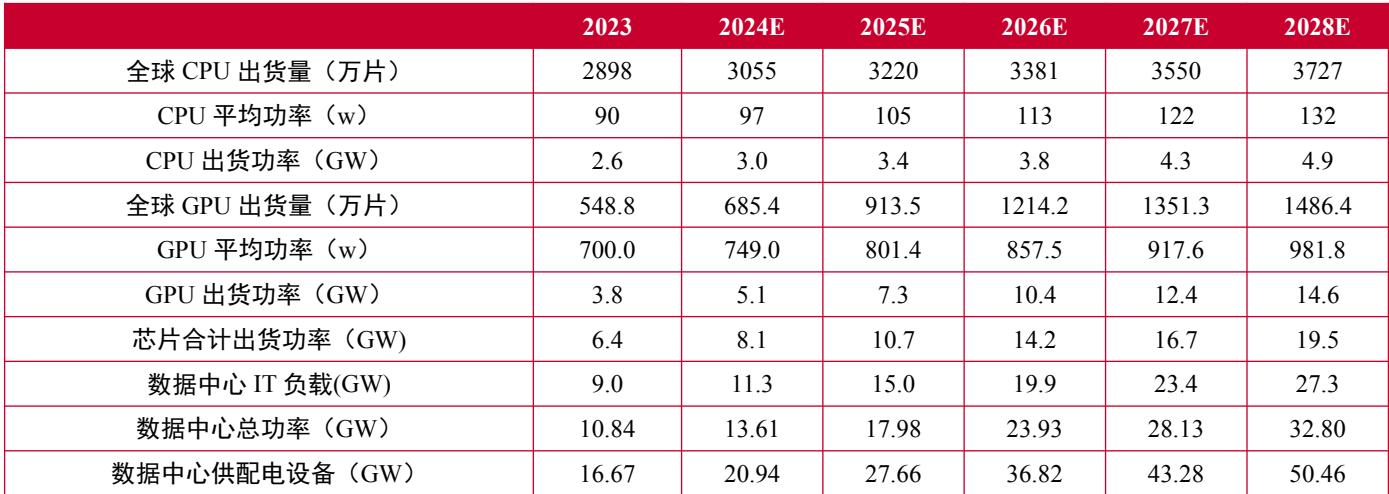 2023 2024E 2025E 2026E 2027E 2028E
全球 CPU 出货量（万片） 2898 3055 3220 3381 3550 3727
CPU 平均功率（w） 90 97 105 113 122 132
CPU 出货功率（GW） 2.6 3.0 3.4 3.8 4.3 4.9
全球 GPU 出货量（万片） 548.8 685.4 913.5 1214.2 1351.3 1486.4
GPU 平均功率（w） 700.0 749.0 801.4 857.5 917.6 981.8
GPU 出货功率（GW） 3.8 5.1 7.3 10.4 12.4 14.6
芯片合计出货功率（GW) 6.4 8.1 10.7 14.2 16.7 19.5
数据中心 IT 负载(GW) 9.0 11.3 15.0 19.9 23.4 27.3
数据中心总功率（GW） 10.84 13.61 17.98 23.93 28.13 32.80
数据中心供配电设备（GW） 16.67 20.94 27.66 36.82 43.28 50.46